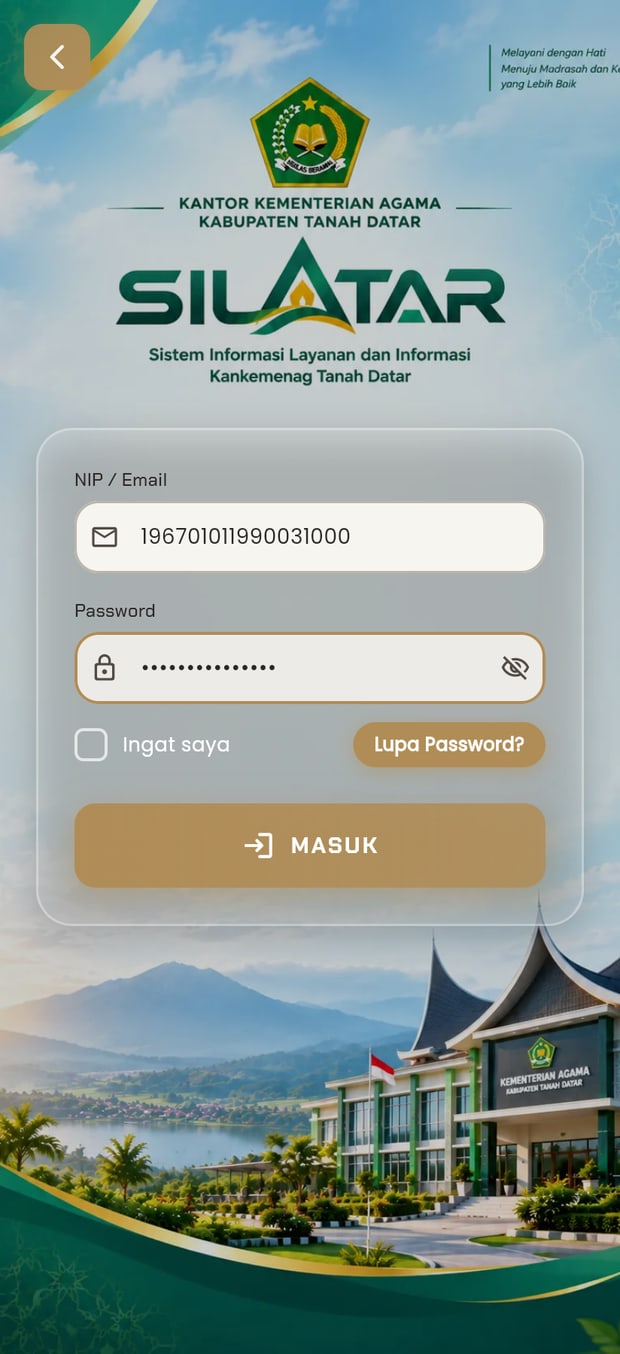 Melayani dengan Hati
Menuju Madrasah dan Ke
yang Lebih Baik
IKHLAS BERAMAL
KANTOR KEMENTERIAN AGAMA
KABUPATEN TANAH DATAR
SILATAR
Sistem Informasi Layanan dan Informasi
Kankemenag Tanah Datar
NIP / Email
196701011990031000
Password
•••••••••••••••
Ingat saya
Lupa Password?
MASUK
KEMENTERIAN AGAMA
KABUPATEN TANAH DATAR